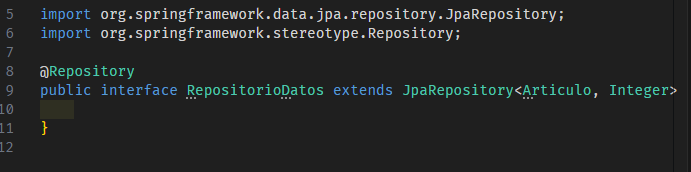 5 import org.springframework.data.jpa.repository.JpaRepository;
6 import org.springframework.stereotype.Repository;
7
8 @Repository
9 public interface RepositorioDatos extends JpaRepository<Articulo, Integer>
10
11 }
12